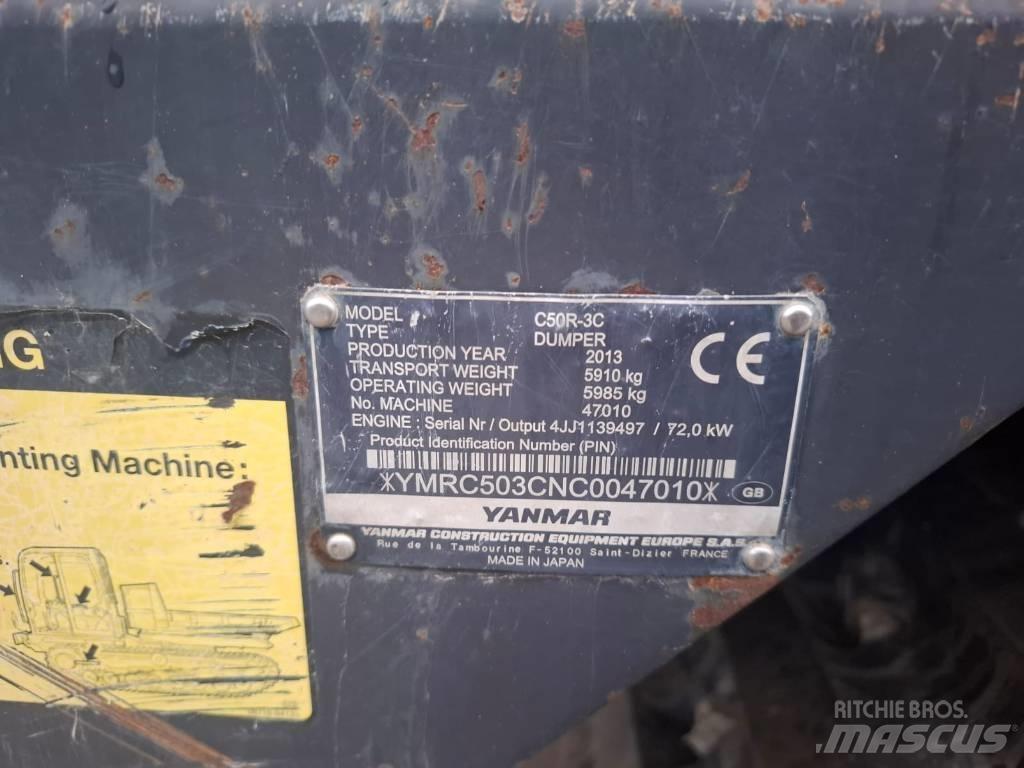 NG
nting Machine:
MODEL C50R-3C
TYPE DUMPER
PRODUCTION YEAR 2013
TRANSPORT WEIGHT 5910 kg
OPERATING WEIGHT 5985 kg
No. MACHINE 47010
ENGINE : Serial Nr / Output 4JJ1139497 / 72,0 kW
Product Identification Number (PIN)
*YMRC503CNC0047010*
GB
YANMAR
YANMAR CONSTRUCTION EQUIPMENT EUROPE S.A.S.
Rue de la Tambourine F-52100 Saint-Dizier FRANCE
MADE IN JAPAN
CE
RITCHIE BROS.
MASCUS